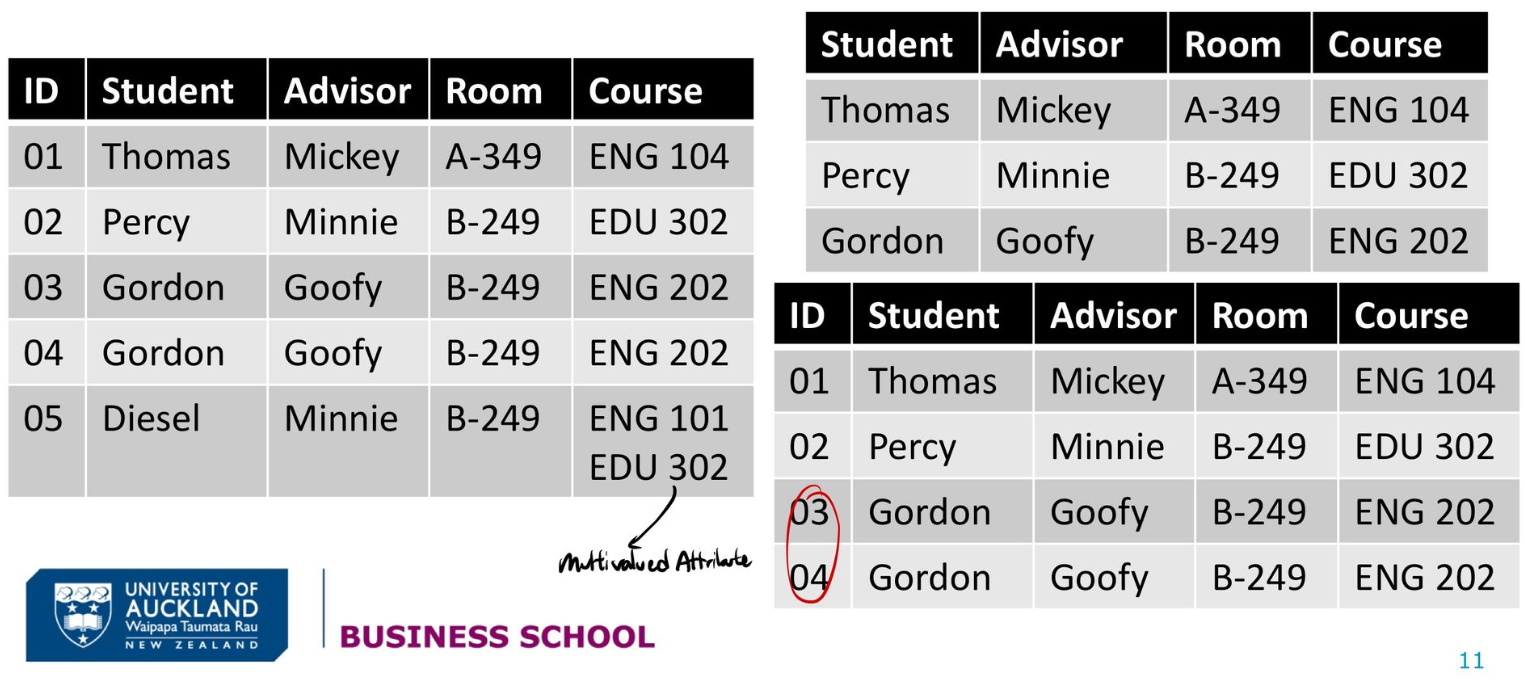 ID Student Advisor Room Course
01 Thomas Mickey A-349 ENG 104
02 Percy Minnie B-249 EDU 302
03 Gordon Goofy B-249 ENG 202
04 Gordon Goofy B-249 ENG 202
05 Diesel Minnie B-249 ENG 101
EDU 302
Multivalued Attribute
Student Advisor Room Course
Thomas Mickey A-349 ENG 104
Percy Minnie B-249 EDU 302
Gordon Goofy B-249 ENG 202
ID Student Advisor Room Course
01 Thomas Mickey A-349 ENG 104
02 Percy Minnie B-249 EDU 302
03 Gordon Goofy B-249 ENG 202
04 Gordon Goofy B-249 ENG 202
UNIVERSITY OF
AUCKLAND
Waipapa Taumata Rau
NEW ZEALAND
BUSINESS SCHOOL
11